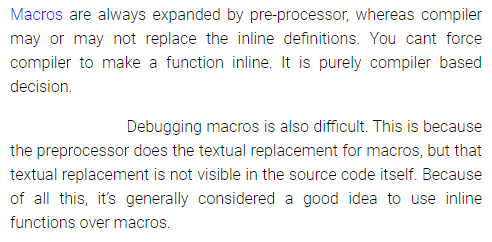 Macros are always expanded by pre-processor, whereas compiler
may or may not replace the inline definitions. You cant force
compiler to make a function inline. It is purely compiler based
decision.
Debugging macros is also difficult. This is because
the preprocessor does the textual replacement for macros, but that
textual replacement is not visible in the source code itself. Because
of all this, it's generally considered a good idea to use inline
functions over macros.